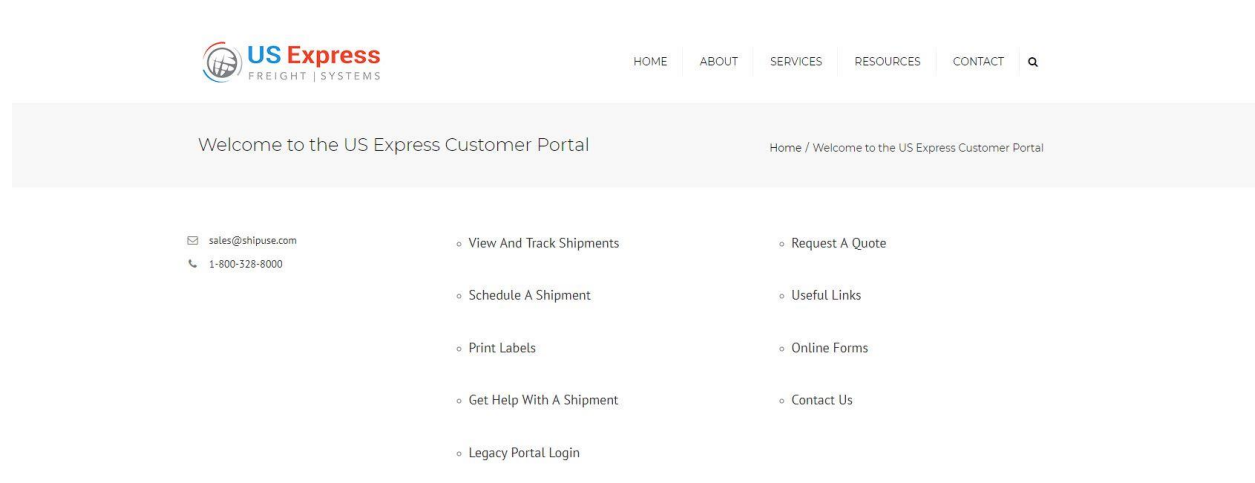 US Express
FREIGHT | SYSTEMS
HOME ABOUT SERVICES RESOURCES CONTACT
Welcome to the US Express Customer Portal
Home / Welcome to the US Express Customer Portal
sales@shipuse.com
1-800-328-8000
View And Track Shipments
Schedule A Shipment
Print Labels
Get Help With A Shipment
Legacy Portal Login
Request A Quote
Useful Links
Online Forms
Contact Us